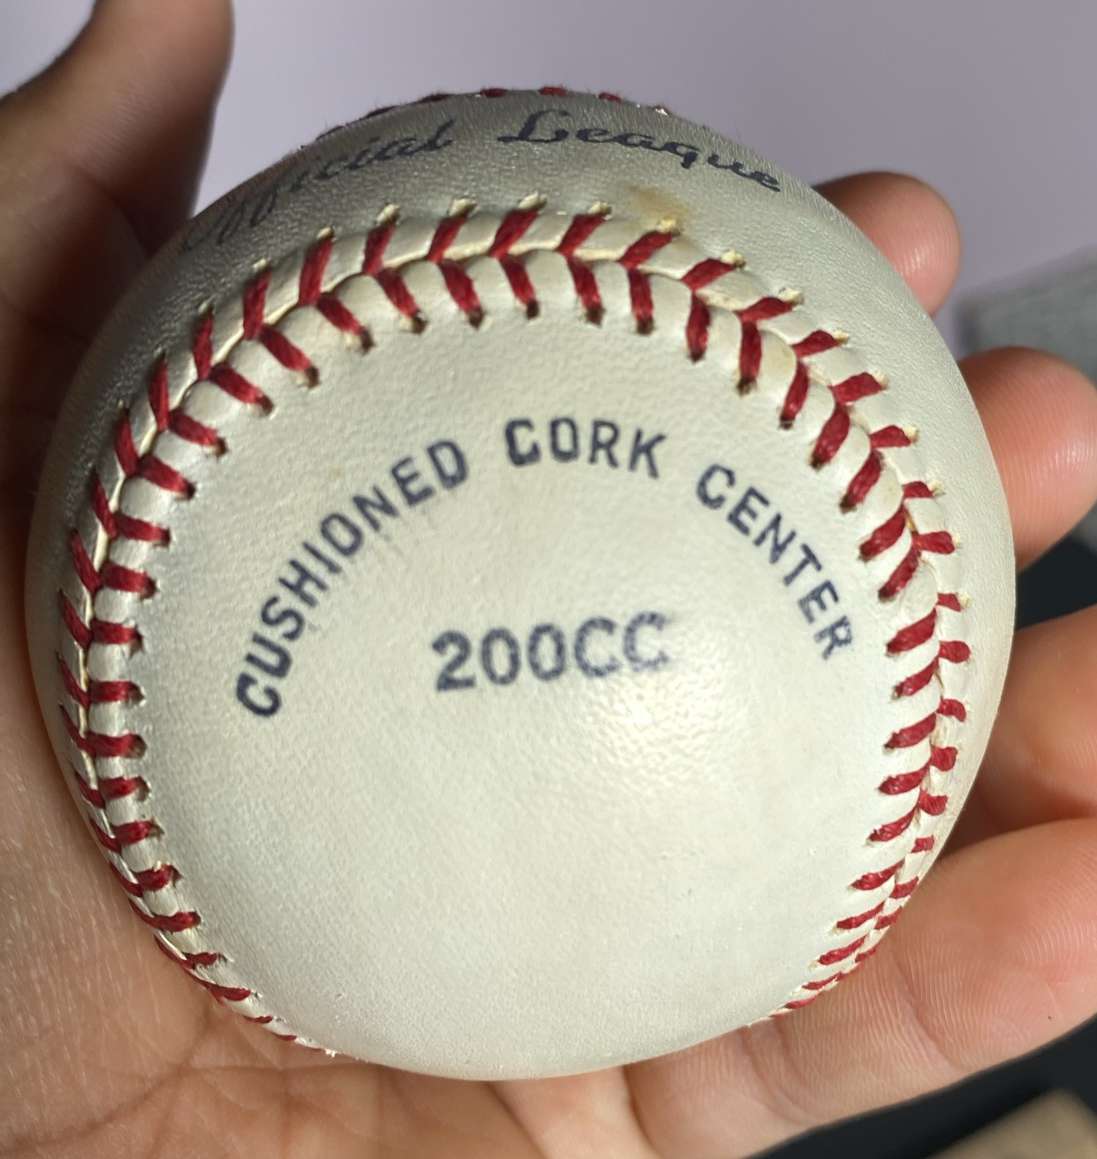 Official League
CUSHIONED CORK CENTER
200CC